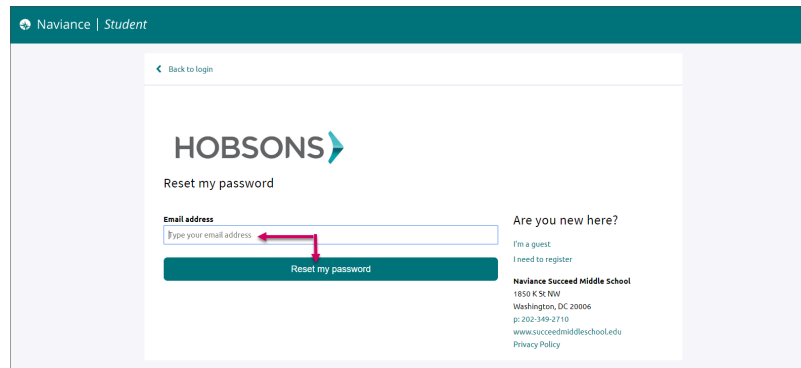 Naviance | Student
Back to login
HOBSONS
Reset my password
Email address
Type your email address
Reset my password
Are you new here?
I'm a guest
I need to register
Naviance Succeed Middle School
1850 K St NW
Washington, DC 20006
p: 202-349-2710
www.succeedmiddleschool.edu
Privacy Policy